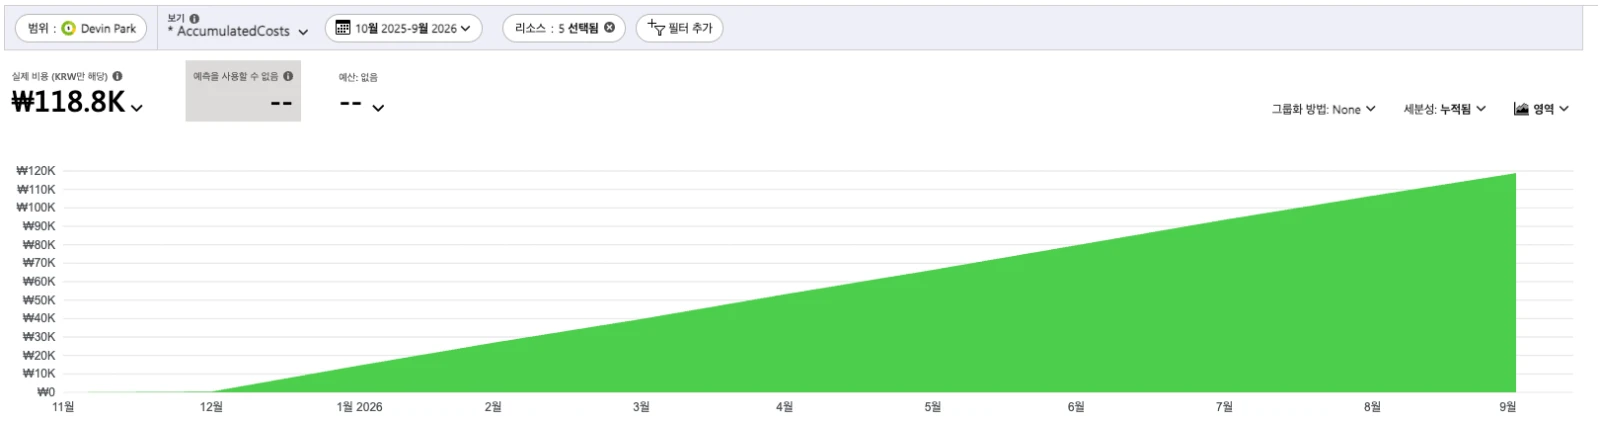 범위 : Devin Park
보기
* AccumulatedCosts
10월 2025-9월 2026
리소스 : 5 선택됨
필터 추가
실제 비용 (KRW만 해당)
₩118.8K
예측을 사용할 수 없음
--
예산: 없음
--
그룹화 방법: None
세분성: 누적됨
영역
₩120K
₩110K
₩100K
₩90K
₩80K
₩70K
₩60K
₩50K
₩40K
₩30K
₩20K
₩10K
₩0
11월 12월 1월 2026 2월 3월 4월 5월 6월 7월 8월 9월